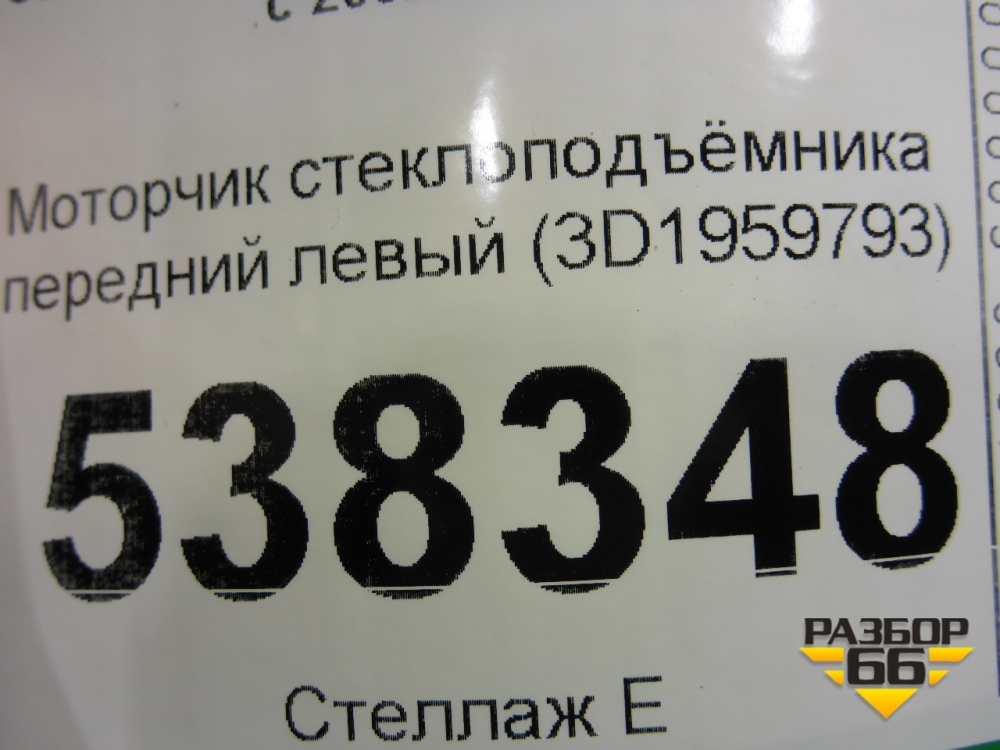 Моторчик стеклоподъёмника
передний левый (3D1959793)
538348
РАЗБОР
66
Стеллаж Е